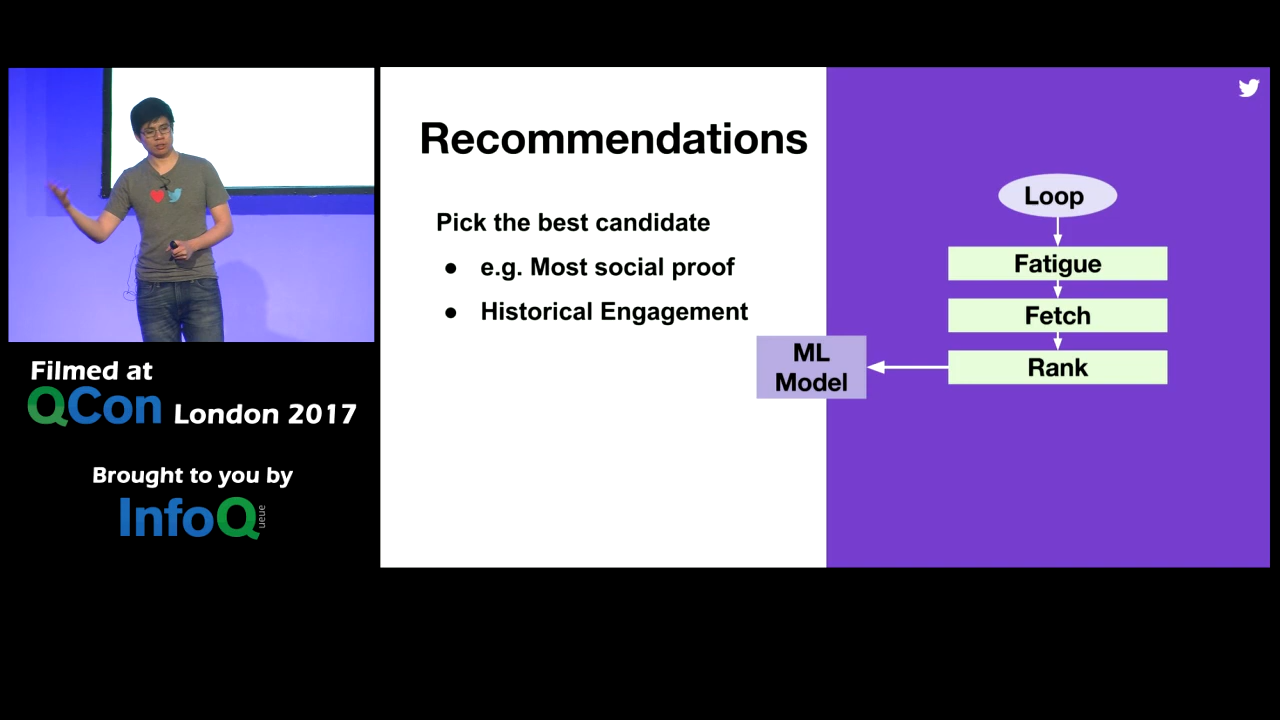 Recommendations
Pick the best candidate
● e.g. Most social proof
● Historical Engagement
Loop
Fatigue
Fetch
Rank
ML
Model
Filmed at
QCon London 2017
Brought to you by
InfoQ
ueue